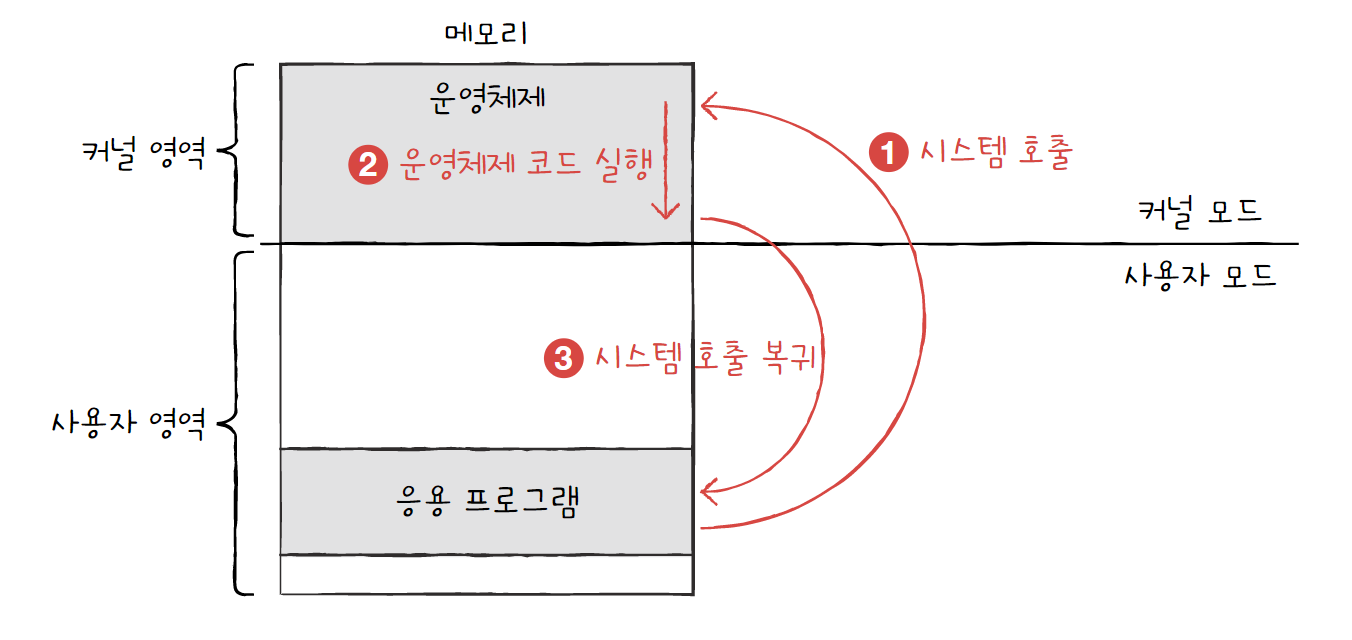 메모리
운영체제
커널 영역
2 운영체제 코드 실행
1 시스템 호출
커널 모드
사용자 모드
3 시스템 호출 복귀
사용자 영역
응용 프로그램